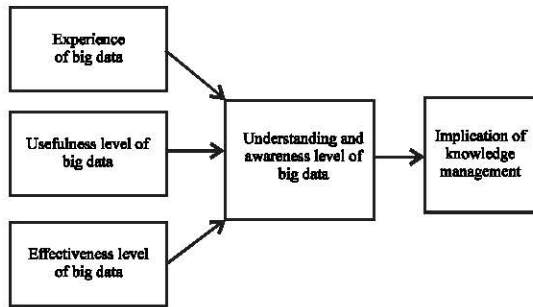 Experience
of big data
Usefulness level of
big data
Effectiveness level
of big data
Understanding and
awareness level of
big data
Implication of
knowledge
management